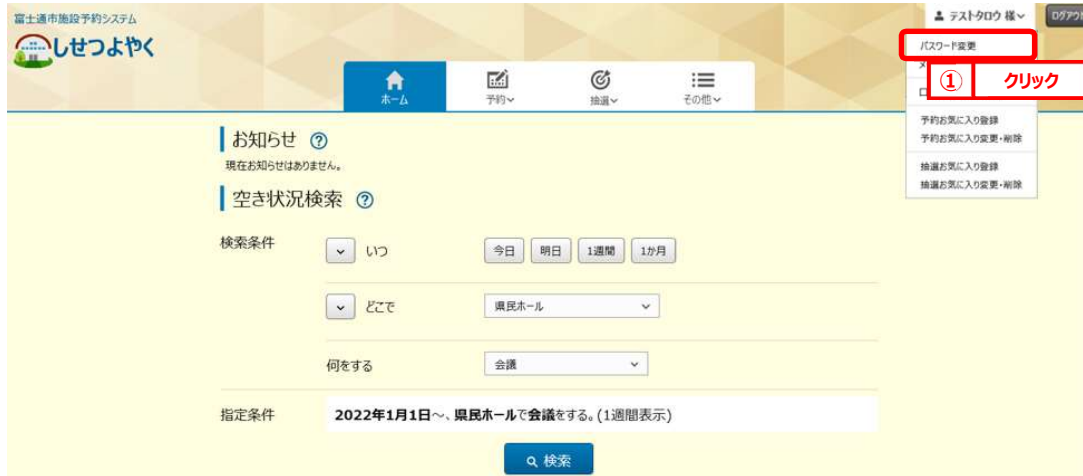 富士通市施設予約システム
しせつよやく
テストタロウ 様
ログアウ
パスワード変更
① クリック
予約お気に入り登録
予約お気に入り変更・削除
抽選お気に入り登録
抽選お気に入り変更・削除
ホーム
予約
抽選
その他
お知らせ ?
現在お知らせはありません。
空き状況検索 ?
検索条件
いつ
今日 明日 1週間 1か月
どこで
県民ホール
何をする
会議
指定条件
2022年1月1日～、県民ホールで会議をする。(1週間表示)
検索